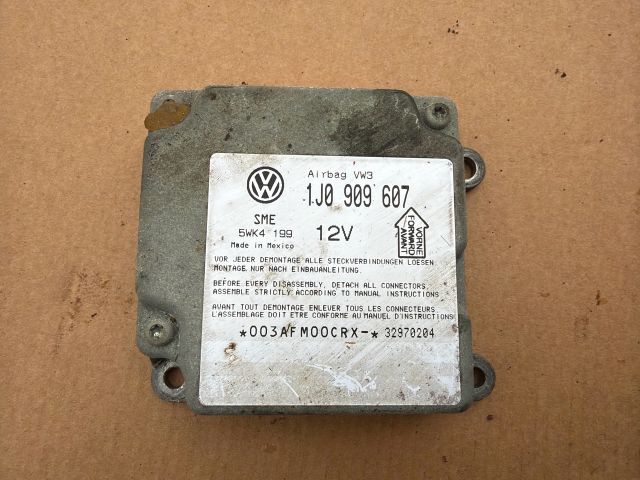 Airbag VW3
1J0 909 607
SME
5WK4 199
12V
Made in Mexico
VORNE
FORWARD
AVANT
VOR JEDER DEMONTAGE ALLE STECKVERBINDUNGEN LOESEN
MONTAGE NUR NACH EINBAUANLEITUNG.
BEFORE EVERY DISASSEMBLY, DETACH ALL CONNECTORS.
ASSEMBLE STRICTLY ACCORDING TO MANUAL INSTRUCTIONS
AVANT TOUT DEMONTAGE ENLEVER TOUS LES CONNECTEURS
L'ASSEMBLAGE DOIT ETRE CONFORME AU MANUEL D'INSTRUCTIONS
*003AFM00CRX-* 32970204